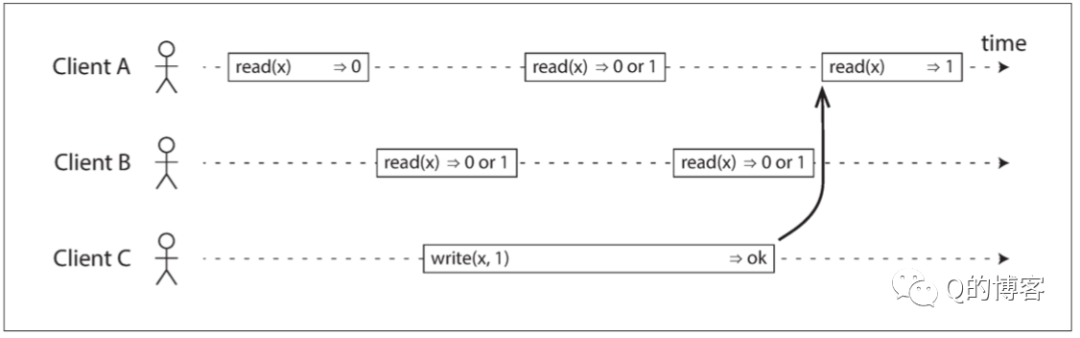 time
Client A read(x) ⇒ 0 read(x) ⇒ 0 or 1 read(x) ⇒ 1
Client B read(x) ⇒ 0 or 1 read(x) ⇒ 0 or 1
Client C write(x, 1) ⇒ ok
Q的博客